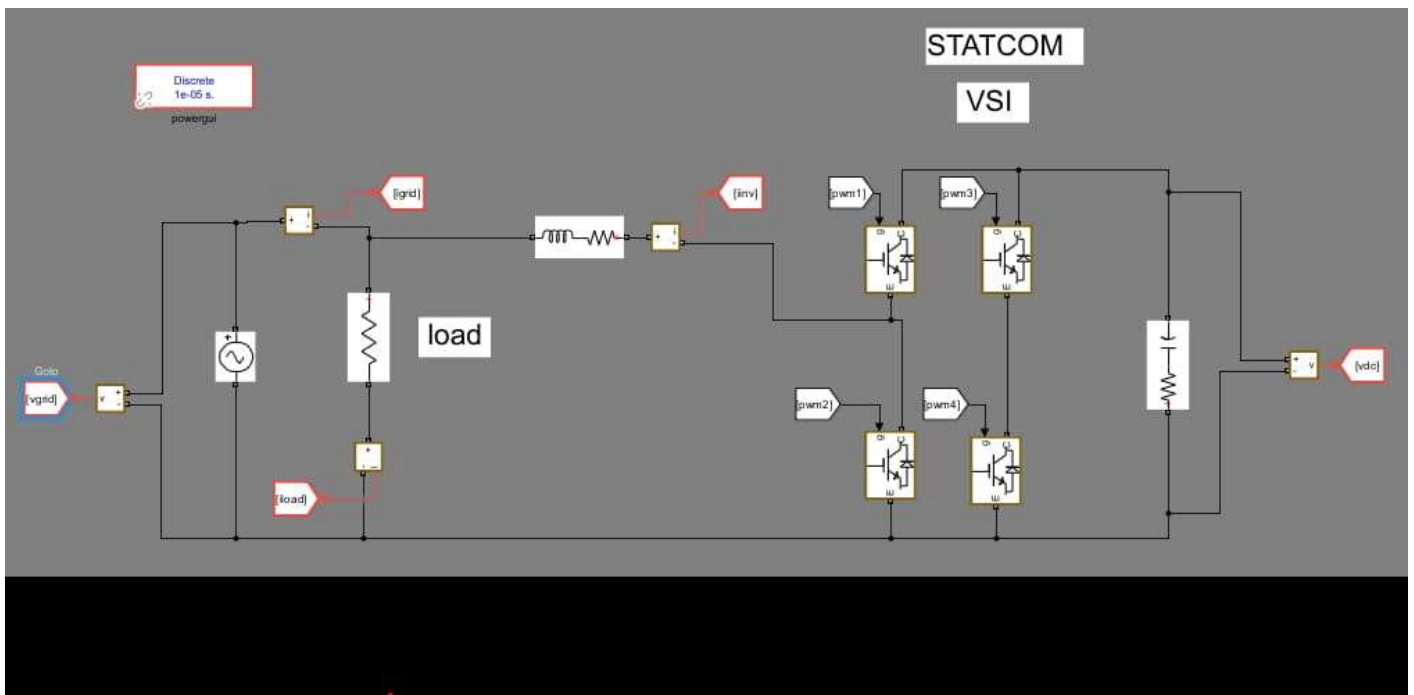 STATCOM
VSI
Discrete
1e-05 s.
powergui
[igrid]
[iinv]
[pwm1]
[pwm3]
i
+
-
i
+
-
g
C
E
g
C
E
load
+
Goto
[vgrid]
v
+
-
[pwm2]
[pwm4]
+
-
v
[vdc]
+
-
i
[iload]
g
C
E
g
C
E